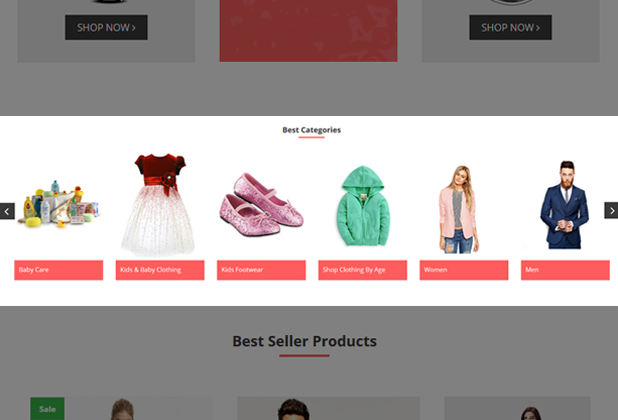 SHOP NOW >
SHOP NOW >
Best Categories
Baby Care
Kids & Baby Clothing
Kids Footwear
Shop Clothing By Age
Women
Men
Best Seller Products
Sale